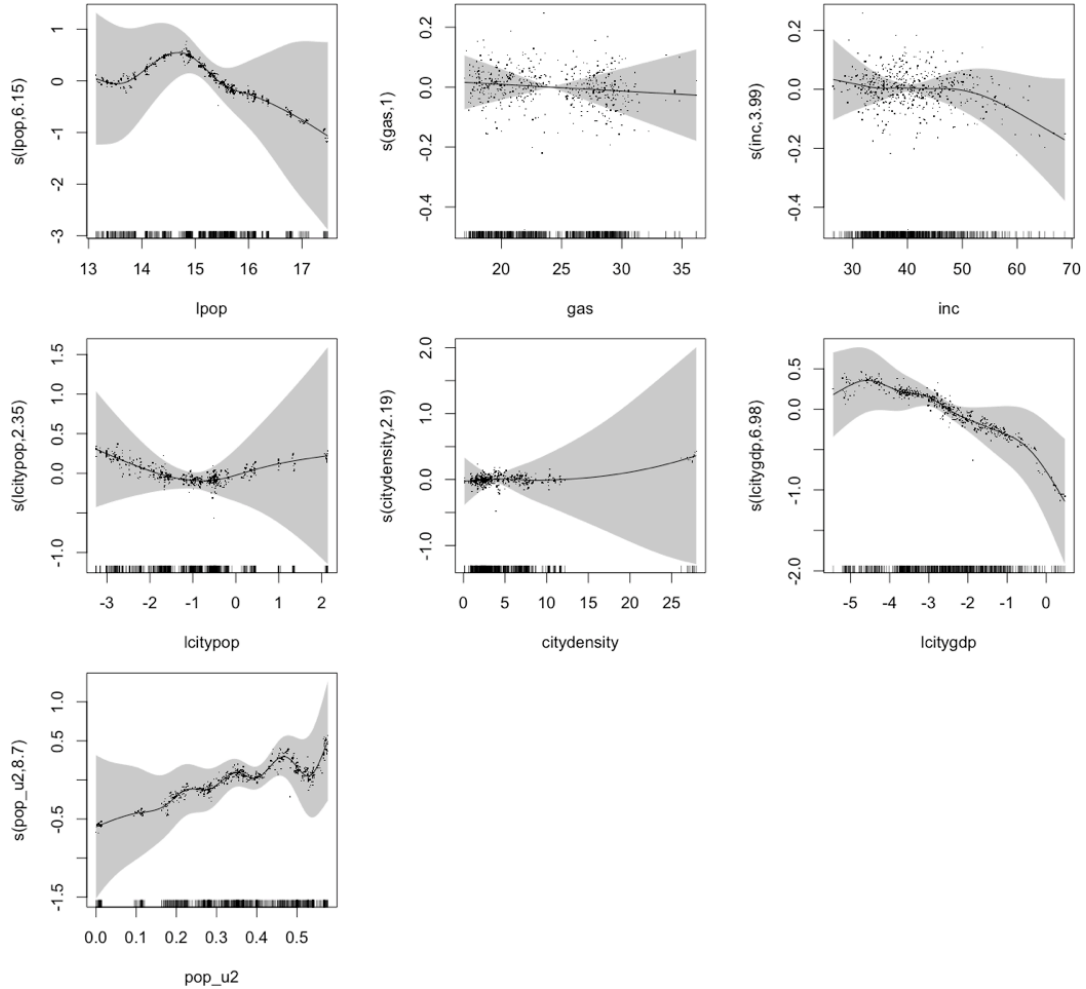 s(lpop,6.15)
1
0
-1
-2
-3
13 14 15 16 17
lpop
s(gas,1)
0.2
0.0
-0.2
-0.4
20 25 30 35
gas
s(inc,3.99)
0.2
0.0
-0.2
-0.4
30 40 50 60 70
inc
s(lcitypop,2.35)
1.5
1.0
0.5
0.0
-1.0
-3 -2 -1 0 1 2
lcitypop
s(citydensity,2.19)
2.0
1.0
0.0
-1.0
0 5 10 15 20 25
citydensity
s(lcitygdp,6.98)
0.5
0.0
-1.0
-2.0
-5 -4 -3 -2 -1 0
lcitygdp
s(pop_u2,8.7)
1.0
0.5
-0.5
-1.5
0.0 0.1 0.2 0.3 0.4 0.5
pop_u2